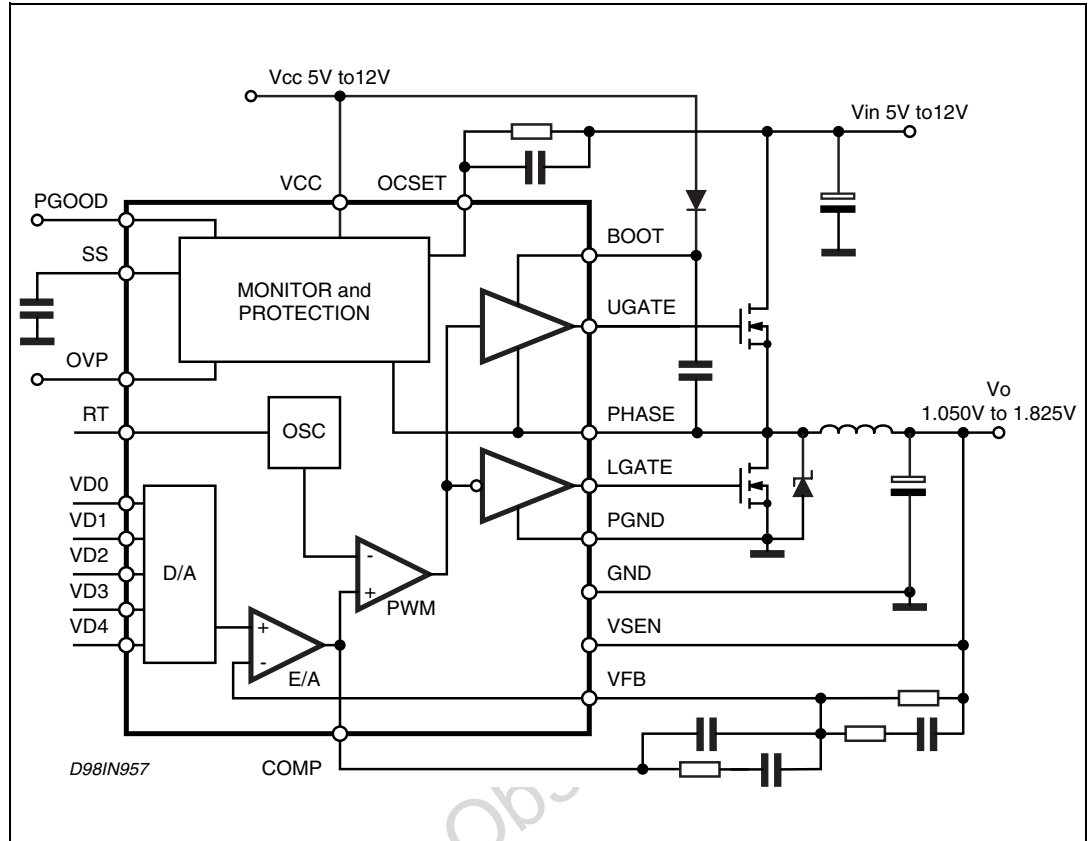 Vcc 5V to12V
Vin 5V to12V
VCC
OCSET
PGOOD
BOOT
SS
MONITOR and
PROTECTION
UGATE
OVP
Vo
1.050V to 1.825V
PHASE
RT
OSC
LGATE
VD0
VD1
PGND
VD2
D/A
-
+
PWM
GND
VD3
VD4
+
-
E/A
VSEN
VFB
D98IN957
COMP